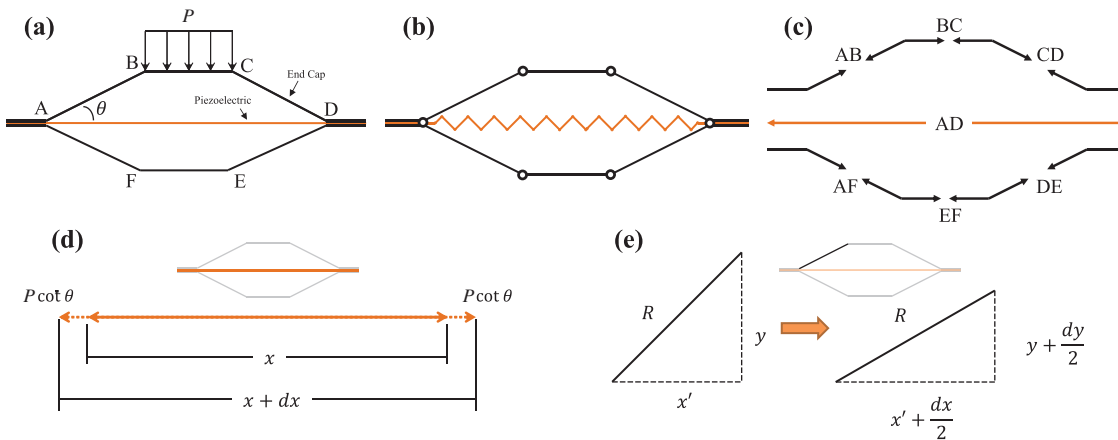 (a)
P
B
C
End Cap
Piezoelectric
A
θ
D
F
E
(b)
(c)
BC
AB
CD
AD
AF
DE
EF
(d)
P cot θ
P cot θ
x
x + dx
(e)
R
y
x′
R
y + dy/2
x′ + dx/2